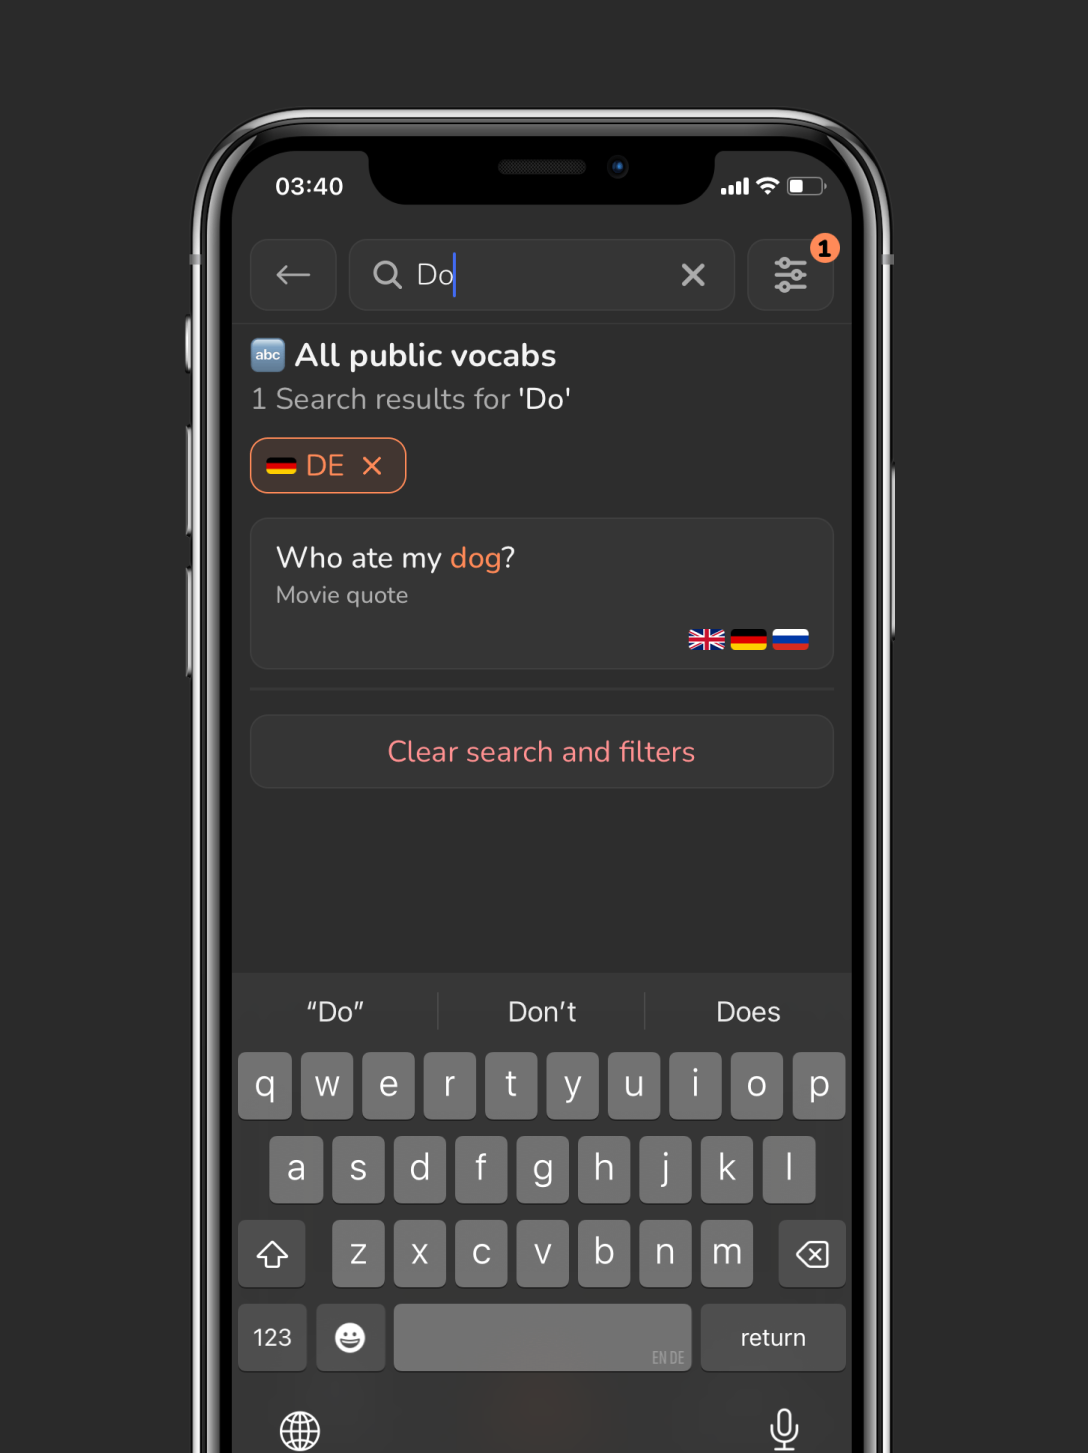 03:40
Do
1
abc All public vocabs
1 Search results for 'Do'
DE
Who ate my dog?
Movie quote
Clear search and filters
“Do” Don’t Does
q w e r t y u i o p
a s d f g h j k l
z x c v b n m
123 EN DE return